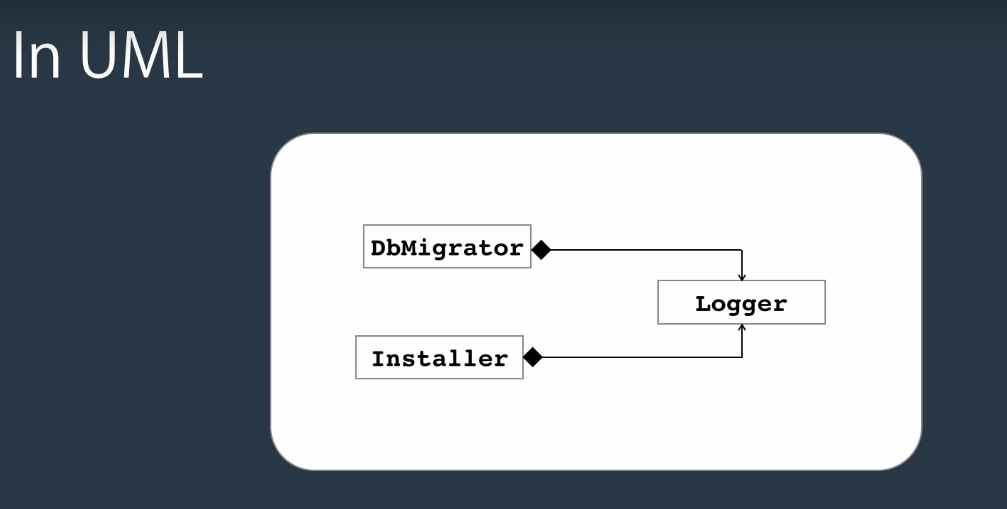 In UML
DbMigrator
Logger
Installer